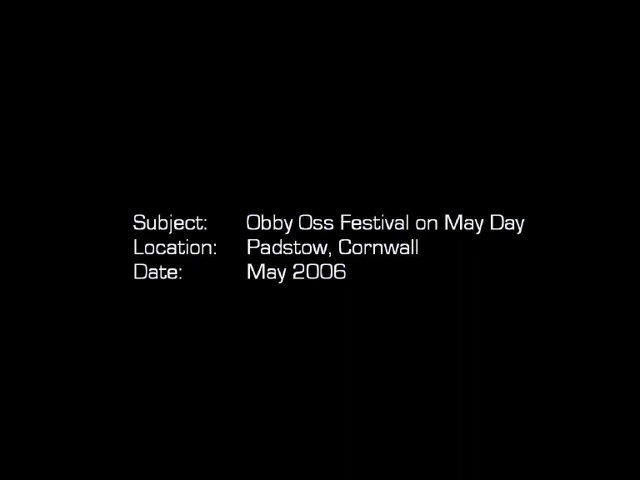 Subject: Obby Oss Festival on May Day
Location: Padstow, Cornwall
Date: May 2006